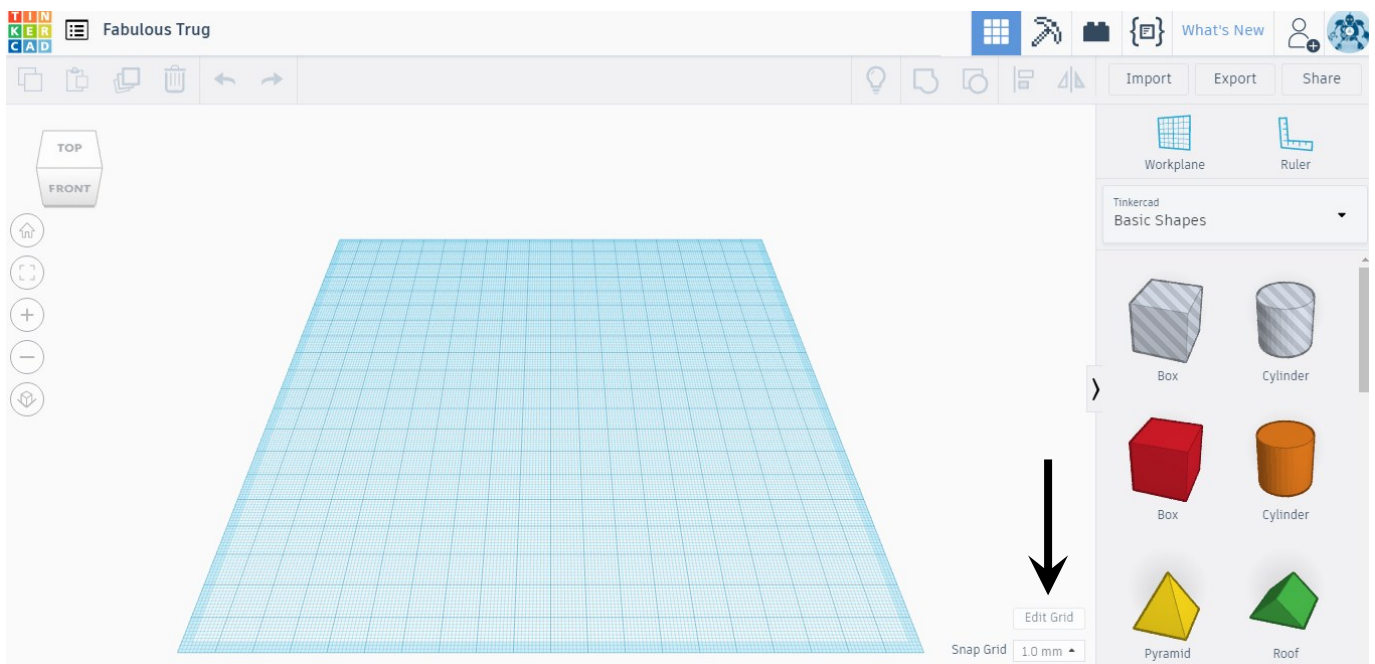 TIN
KER
CAD
Fabulous Trug
What's New
Import Export Share
TOP
FRONT
Workplane Ruler
Tinkercad
Basic Shapes
Box Cylinder
Box Cylinder
Edit Grid
Snap Grid 1.0 mm
Pyramid Roof